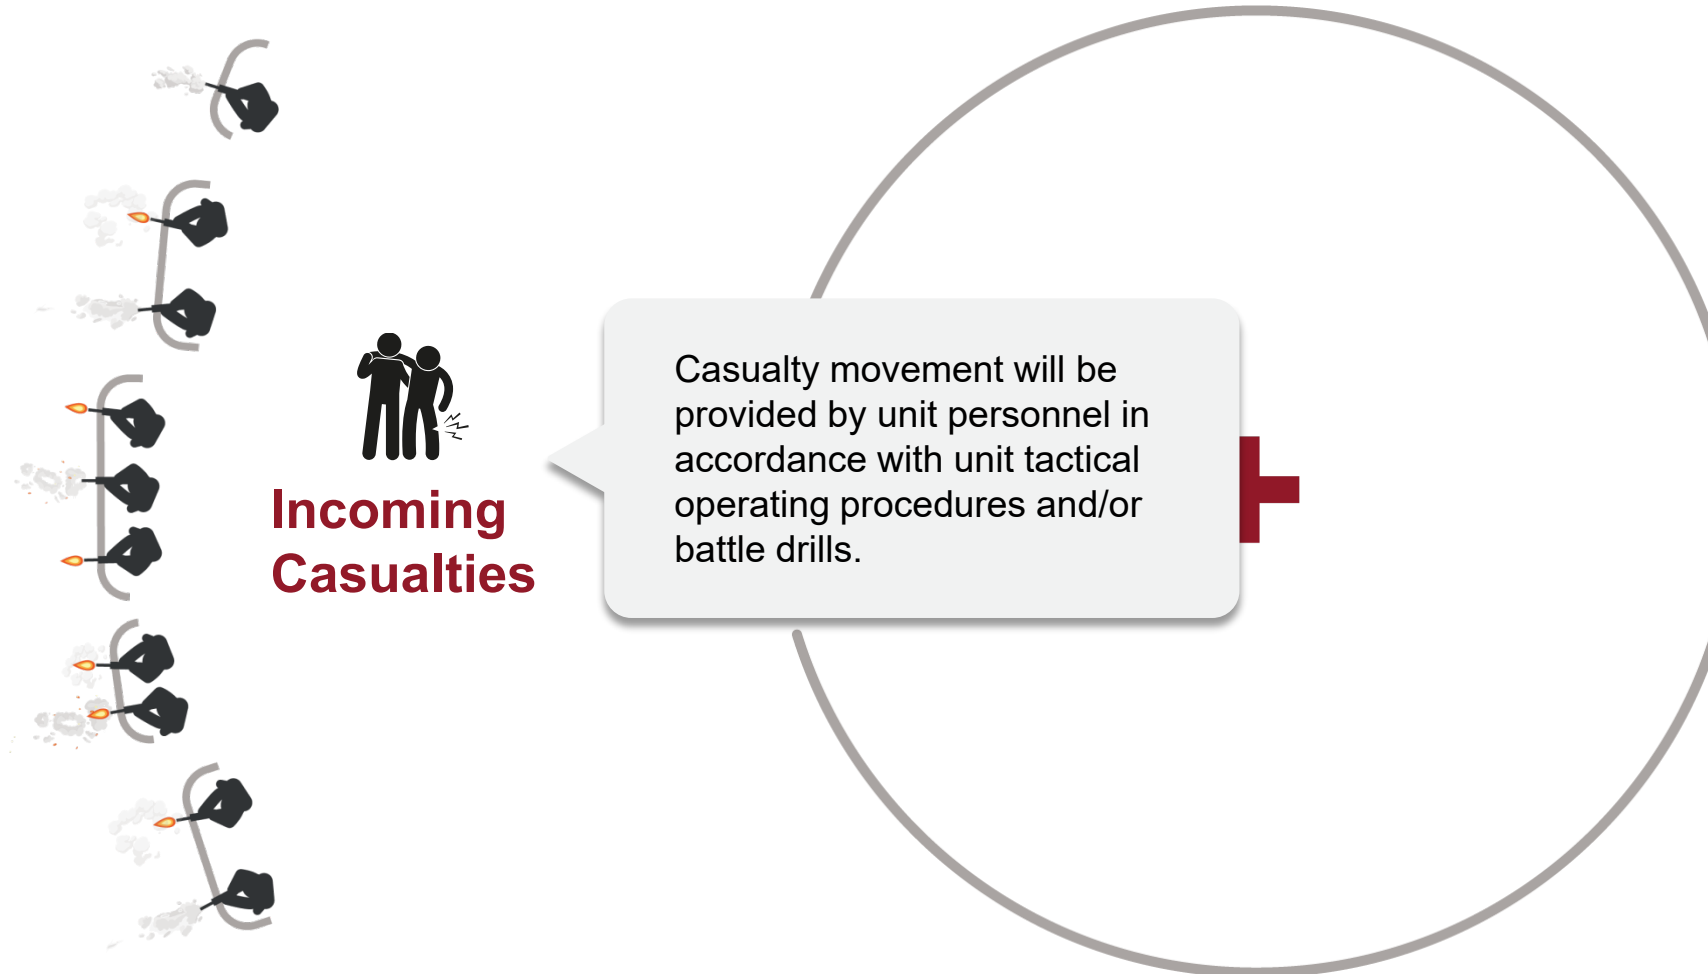 Incoming
Casualties
Casualty movement will be
provided by unit personnel in
accordance with unit tactical
operating procedures and/or
battle drills.